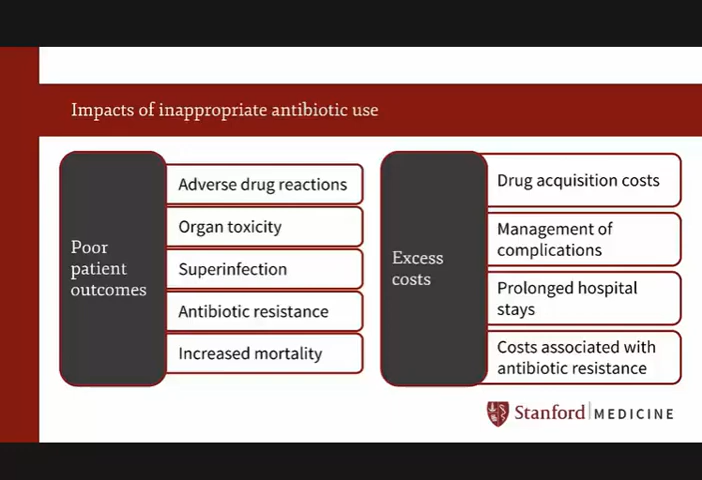 Impacts of inappropriate antibiotic use
Poor
patient
outcomes
Adverse drug reactions
Organ toxicity
Superinfection
Antibiotic resistance
Increased mortality
Excess
costs
Drug acquisition costs
Management of
complications
Prolonged hospital
stays
Costs associated with
antibiotic resistance
Stanford MEDICINE